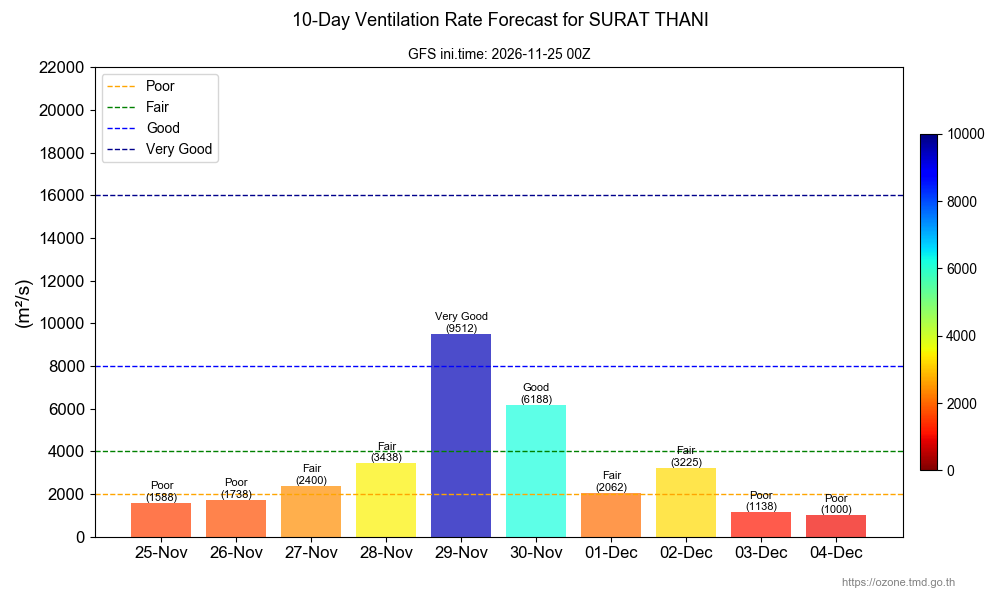 10-Day Ventilation Rate Forecast for SURAT THANI
GFS ini.time: 2026-11-25 00Z
(m²/s)
22000
20000
18000
16000
14000
12000
10000
8000
6000
4000
2000
0
Poor
Fair
Good
Very Good
Poor
(1588)
Poor
(1738)
Fair
(2400)
Fair
(3438)
Very Good
(9512)
Good
(6188)
Fair
(2062)
Fair
(3225)
Poor
(1138)
Poor
(1000)
25-Nov 26-Nov 27-Nov 28-Nov 29-Nov 30-Nov 01-Dec 02-Dec 03-Dec 04-Dec
10000
8000
6000
4000
2000
0
https://ozone.tmd.go.th